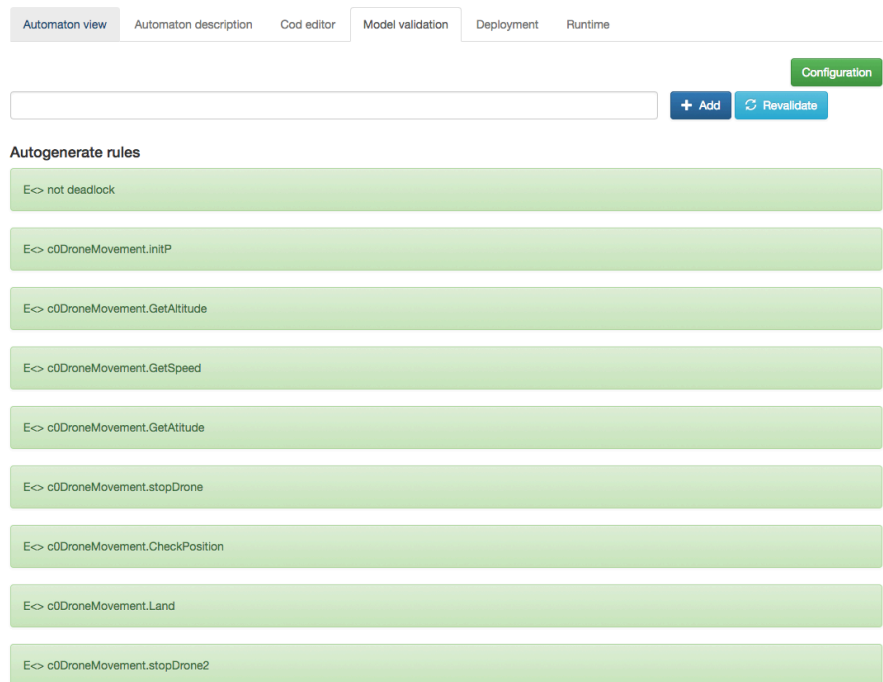 Automaton view Automaton description Cod editor Model validation Deployment Runtime
Configuration
Add Revalidate
Autogenerate rules
E<> not deadlock
E<> c0DroneMovement.initP
E<> c0DroneMovement.GetAltitude
E<> c0DroneMovement.GetSpeed
E<> c0DroneMovement.GetAtitude
E<> c0DroneMovement.stopDrone
E<> c0DroneMovement.CheckPosition
E<> c0DroneMovement.Land
E<> c0DroneMovement.stopDrone2